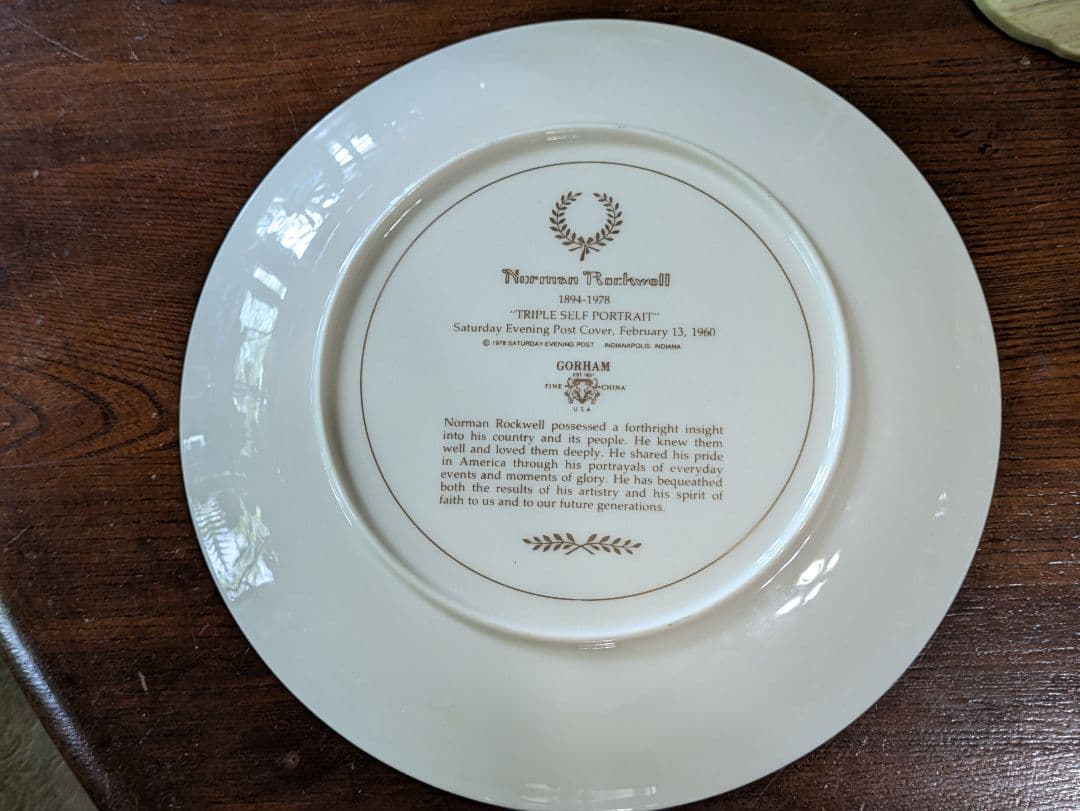 Norman Rockwell
1894-1978
"TRIPLE SELF PORTRAIT"
Saturday Evening Post Cover, February 13, 1960
© 1978 SATURDAY EVENING POST INDIANAPOLIS, INDIANA
GORHAM
EST. 1831
FINE CHINA
USA
Norman Rockwell possessed a forthright insight
into his country and its people. He knew them
well and loved them deeply. He shared his pride
in America through his portrayals of everyday
events and moments of glory. He has bequeathed
both the results of his artistry and his spirit of
faith to us and to our future generations.